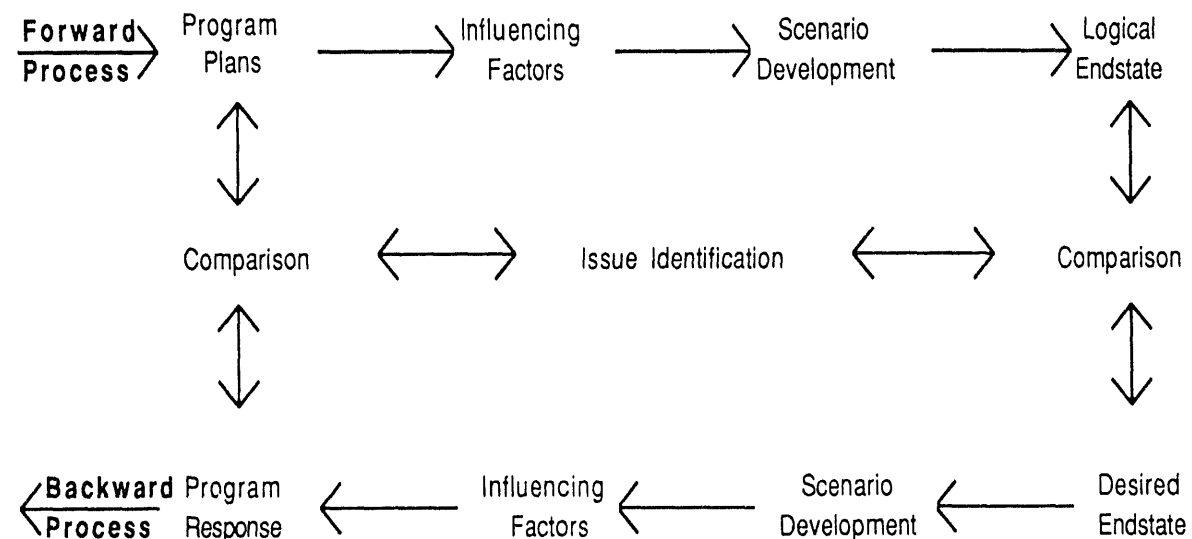 Forward Process
Program Plans
Influencing Factors
Scenario Development
Logical Endstate
Comparison
Issue Identification
Comparison
Backward Process
Program Response
Influencing Factors
Scenario Development
Desired Endstate